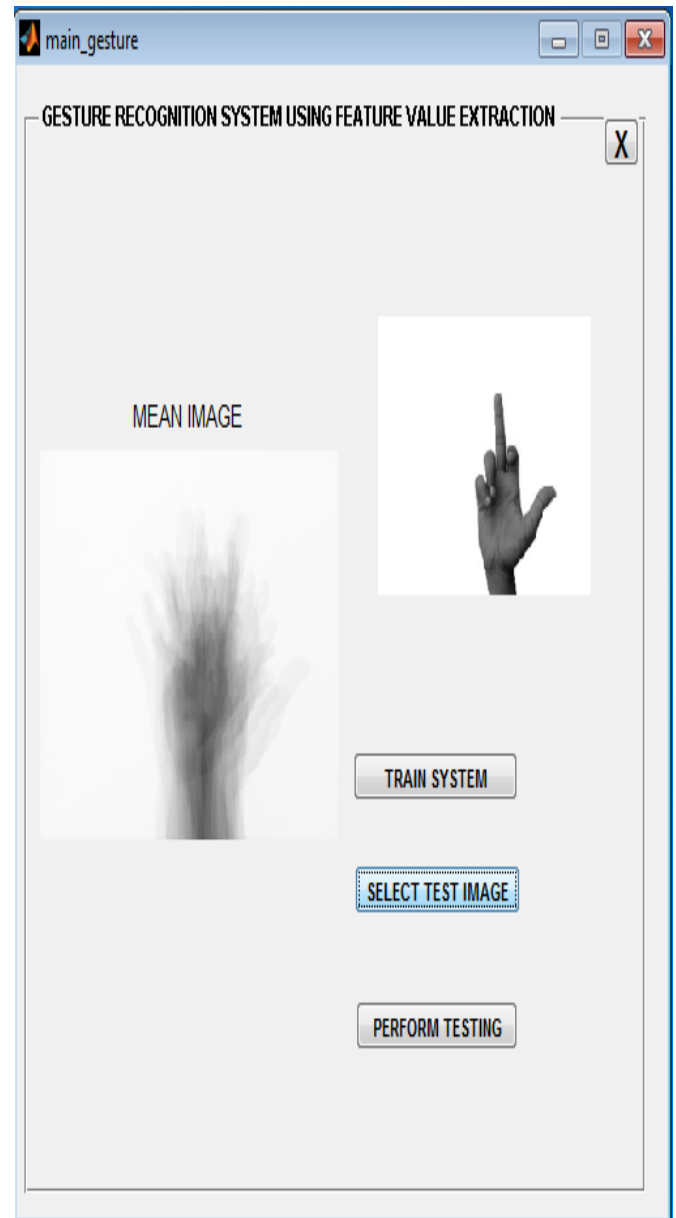 main_gesture
GESTURE RECOGNITION SYSTEM USING FEATURE VALUE EXTRACTION
X
MEAN IMAGE
TRAIN SYSTEM
SELECT TEST IMAGE
PERFORM TESTING